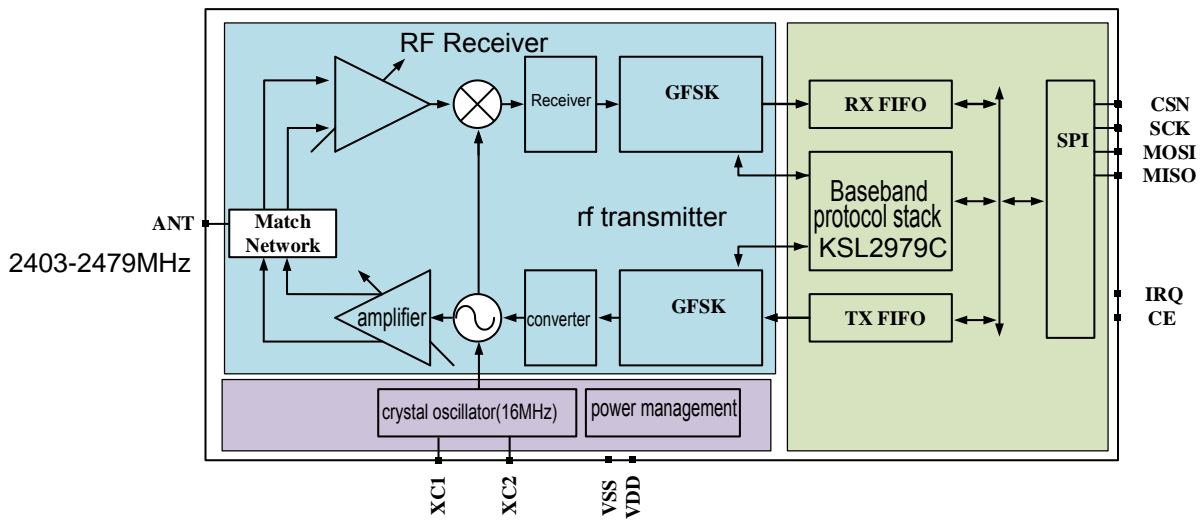 RF Receiver
Receiver
GFSK
RX FIFO
SPI
CSN
SCK
MOSI
MISO
Baseband
protocol stack
KSL2979C
rf transmitter
ANT
Match
Network
2403-2479MHz
amplifier
converter
GFSK
TX FIFO
IRQ
CE
crystal oscillator(16MHz)
power management
XC1
XC2
VSS
VDD